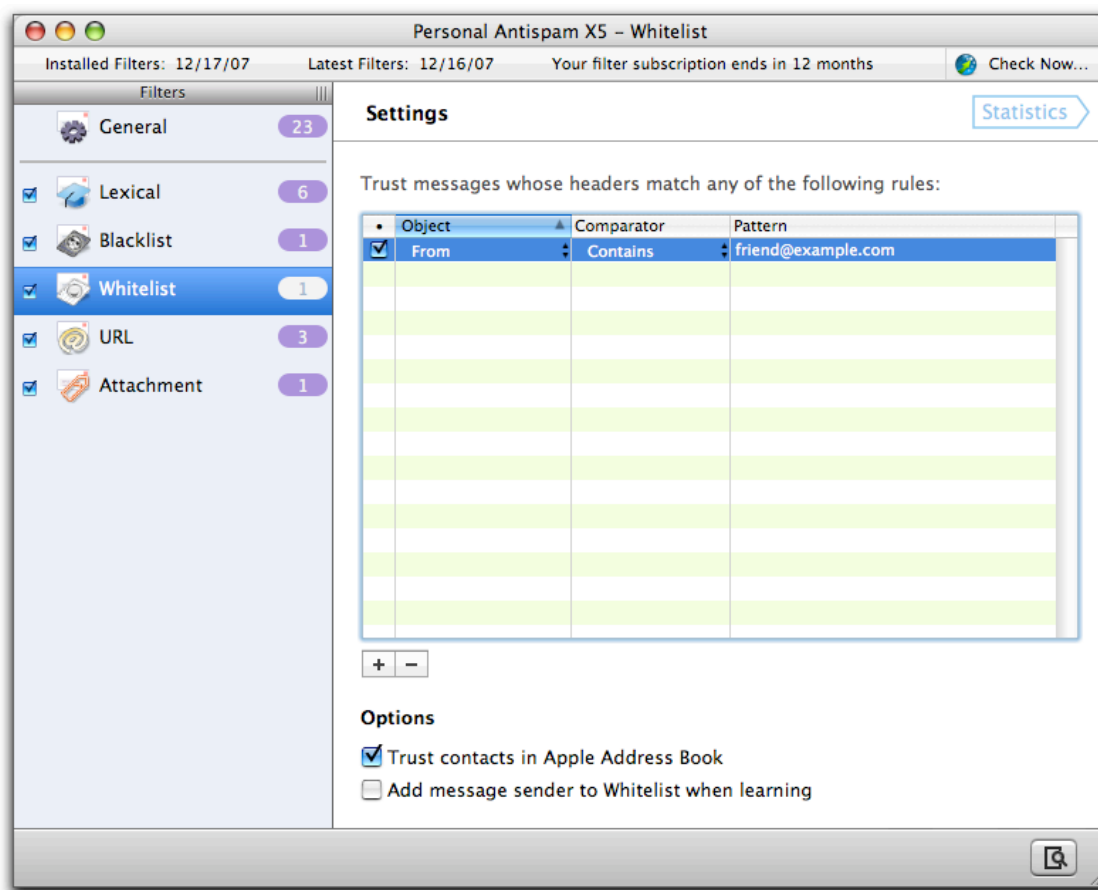 Personal Antispam X5 – Whitelist
Installed Filters: 12/17/07 Latest Filters: 12/16/07 Your filter subscription ends in 12 months Check Now...
Filters
General 23
Lexical 6
Blacklist 1
Whitelist 1
URL 3
Attachment 1
Settings
Statistics
Trust messages whose headers match any of the following rules:
• Object Comparator Pattern
From Contains friend@example.com
+ −
Options
Trust contacts in Apple Address Book
Add message sender to Whitelist when learning